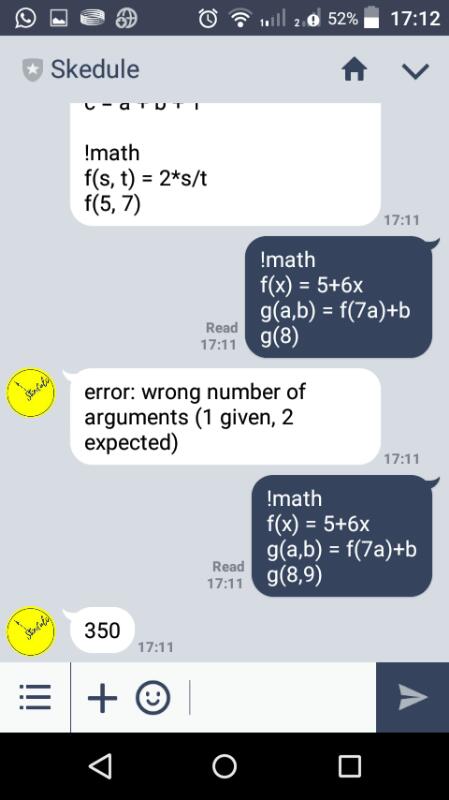 52% 17:12
Skedule
c = a + b + 1
!math
f(s, t) = 2*s/t
f(5, 7)
17:11
!math
f(x) = 5+6x
g(a,b) = f(7a)+b
g(8)
Read
17:11
error: wrong number of
arguments (1 given, 2
expected)
17:11
!math
f(x) = 5+6x
g(a,b) = f(7a)+b
g(8,9)
Read
17:11
350
17:11